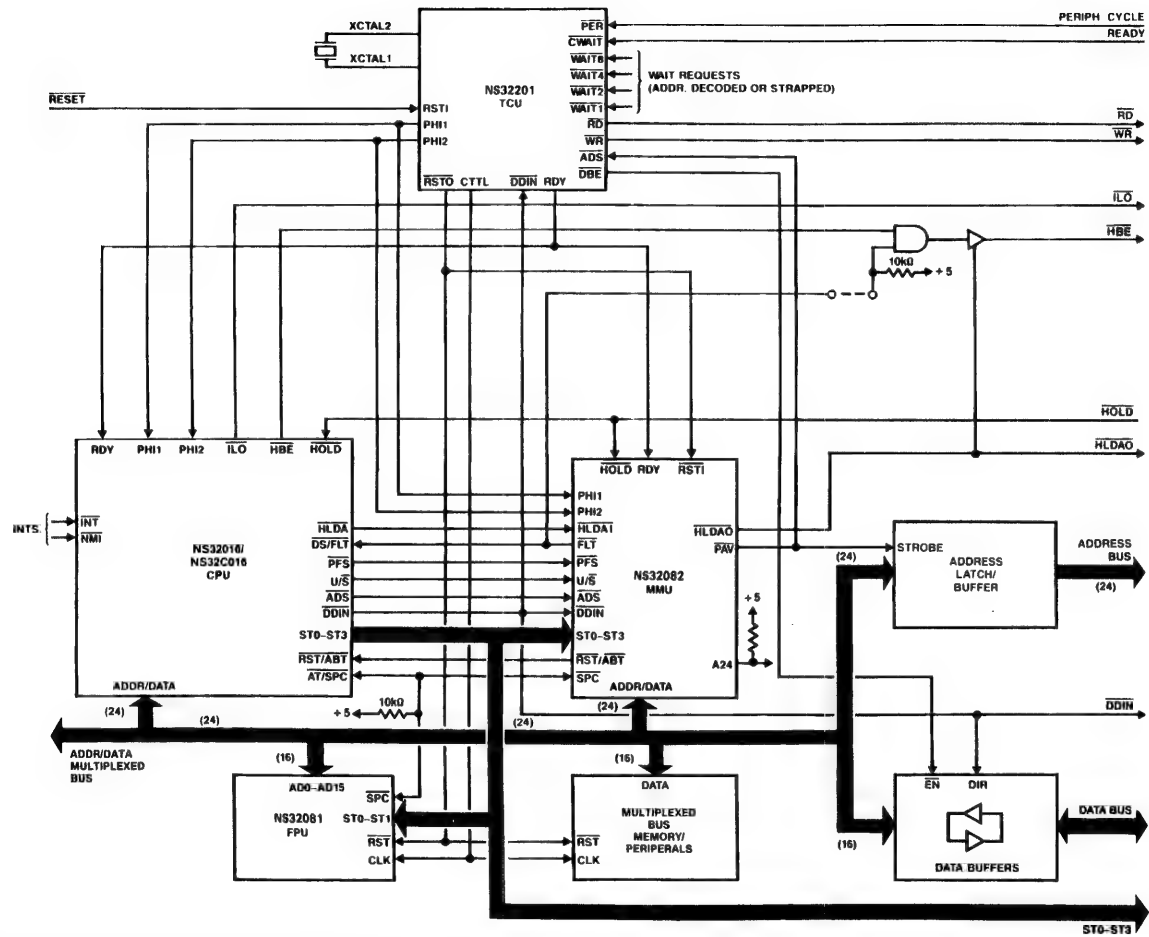 XCTAL2
XCTAL1
NS32201
TCU
RESET
RSTI
PHI1
PHI2
RSTO CTTL DDIN RDY
PER
CWAIT
WAIT8
WAIT4
WAIT2
WAIT1
RD
WR
ADS
DBE
WAIT REQUESTS
(ADDR. DECODED OR STRAPPED)
PERIPH CYCLE
READY
RD
WR
ILO
HBE
10kΩ
+ 5
HOLD
HLDAO
RDY PHI1 PHI2 ILO HBE HOLD
INTS.
INT
NMI
NS32016/
NS32C016
CPU
HLDA
DS/FLT
PFS
U/S
ADS
DDIN
ST0–ST3
RST/ABT
AT/SPC
ADDR/DATA
HOLD RDY RSTI
PHI1
PHI2
HLDAI
FLT
PFS
U/S
ADS
DDIN
ST0–ST3
RST/ABT
SPC
NS32082
MMU
HLDAO
PAV
A24
ADDR/DATA
+ 5
(24)
STROBE
ADDRESS
LATCH/
BUFFER
ADDRESS
BUS
(24)
+ 5
10kΩ
(24)
(24)
(24)
(24)
DDIN
ADDR/DATA
MULTIPLEXED
BUS
(16)
AD0–AD15
SPC
NS32081
FPU
ST0–ST1
RST
CLK
(16)
DATA
MULTIPLEXED
BUS
MEMORY/
PERIPERALS
RST
CLK
(16)
EN DIR
DATA BUFFERS
DATA BUS
ST0–ST3